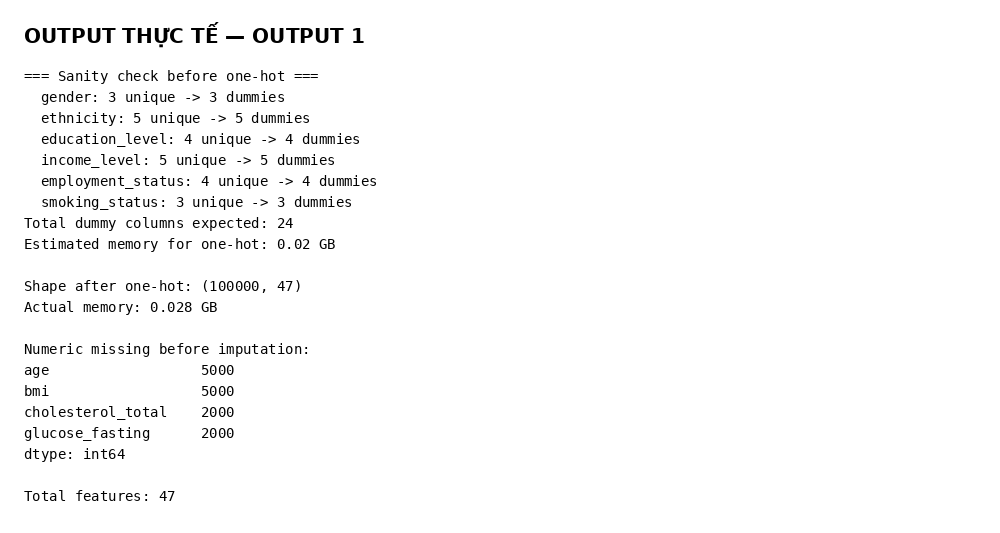 OUTPUT THỰC TẾ — OUTPUT 1
=== Sanity check before one-hot ===
  gender: 3 unique -> 3 dummies
  ethnicity: 5 unique -> 5 dummies
  education_level: 4 unique -> 4 dummies
  income_level: 5 unique -> 5 dummies
  employment_status: 4 unique -> 4 dummies
  smoking_status: 3 unique -> 3 dummies
Total dummy columns expected: 24
Estimated memory for one-hot: 0.02 GB

Shape after one-hot: (100000, 47)
Actual memory: 0.028 GB

Numeric missing before imputation:
age                  5000
bmi                  5000
cholesterol_total    2000
glucose_fasting      2000
dtype: int64

Total features: 47